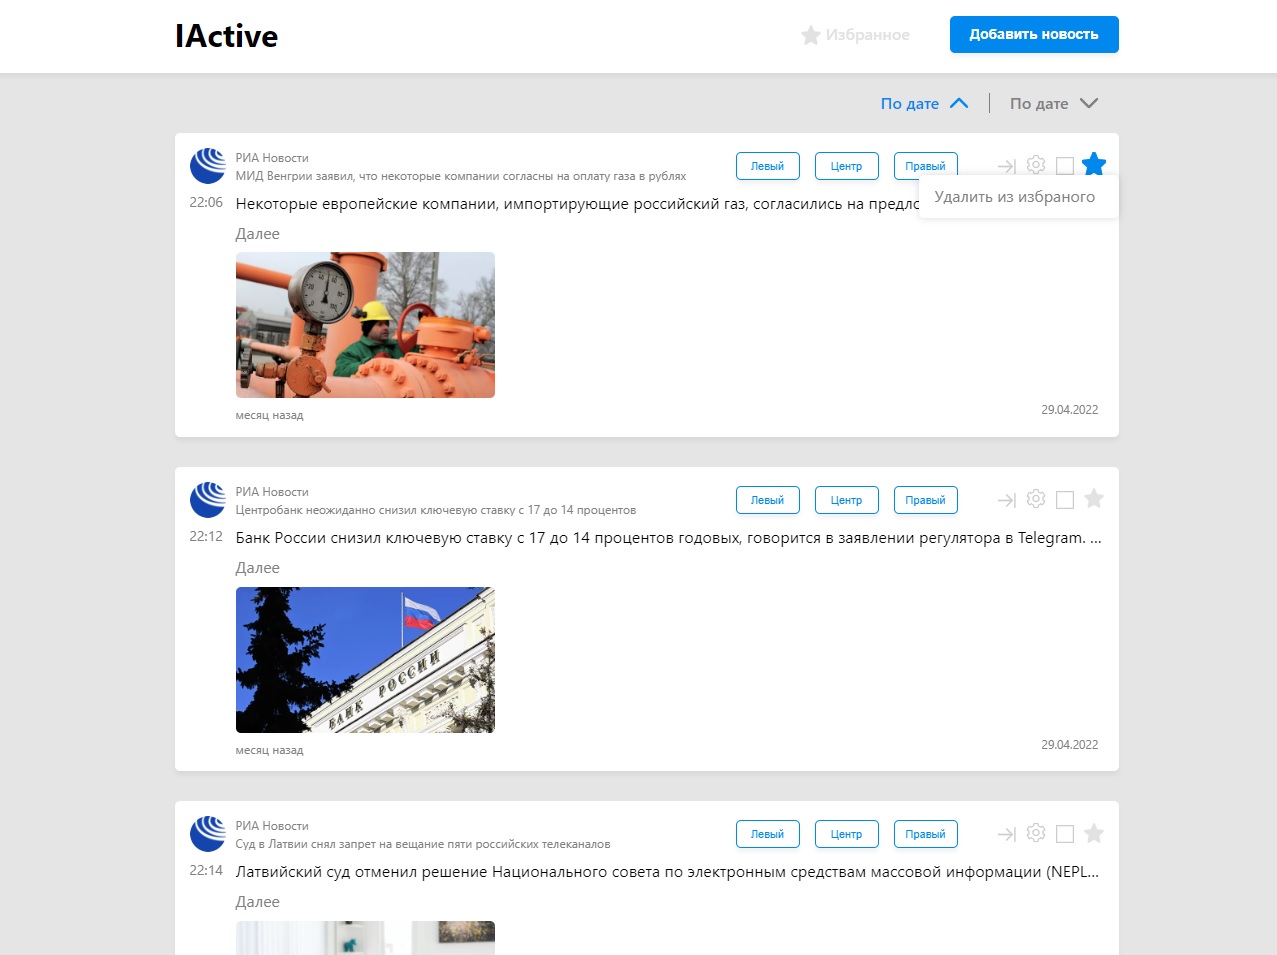 IActive
Избранное
Добавить новость
По дате
По дате
РИА Новости
МИД Венгрии заявил, что некоторые компании согласны на оплату газа в рублях
Левый
Центр
Правый
Удалить из избраного
22:06
Некоторые европейские компании, импортирующие российский газ, согласились на
Далее
месяц назад
29.04.2022
РИА Новости
Центробанк неожиданно снизил ключевую ставку с 17 до 14 процентов
Левый
Центр
Правый
22:12
Банк России снизил ключевую ставку с 17 до 14 процентов годовых, говорится в заявлении регулятора в Telegram. ...
Далее
БАНК РОССИИ
месяц назад
29.04.2022
РИА Новости
Суд в Латвии снял запрет на вещание пяти российских телеканалов
Левый
Центр
Правый
22:14
Латвийский суд отменил решение Национального совета по электронным средствам массовой информации (NEPL...
Далее